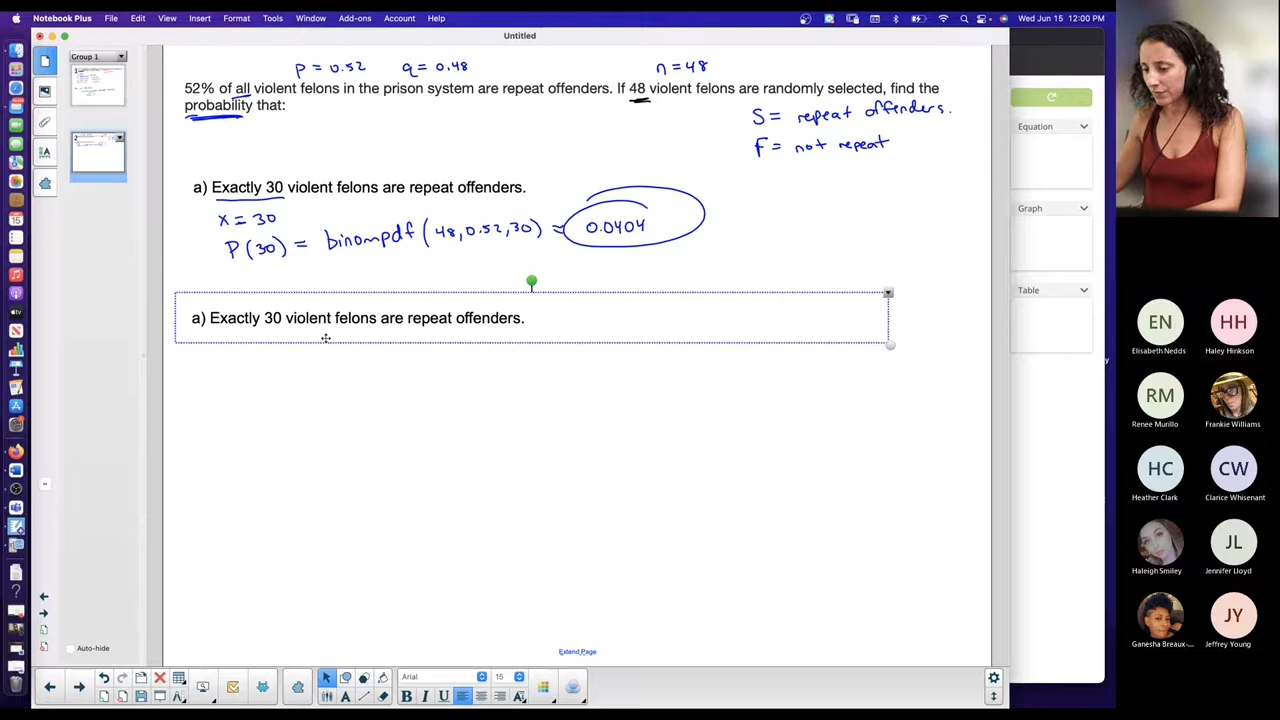 Notebook Plus File Edit View Insert Format Tools Window Add-ons Account Help Wed Jun 15 12:00 PM
Untitled
Group 1
p = 0.52 q = 0.48 n = 48
52% of all violent felons in the prison system are repeat offenders. If 48 violent felons are randomly selected, find the
probability that:
S = repeat offenders.
F = not repeat
a) Exactly 30 violent felons are repeat offenders.
x = 30
P(30) = binompdf(48,0.52,30) ≈ 0.0404
a) Exactly 30 violent felons are repeat offenders.
Extend Page
Auto-hide
Arial 15
B I U
Equation
Graph
Table
EN HH
Elisabeth Nedds Haley Hinkson
RM
Renee Murillo Frankie Williams
HC CW
Heather Clark Clarice Whisenant
JL
Haleigh Smiley Jennifer Lloyd
JY
Ganesha Breaux-... Jeffrey Young